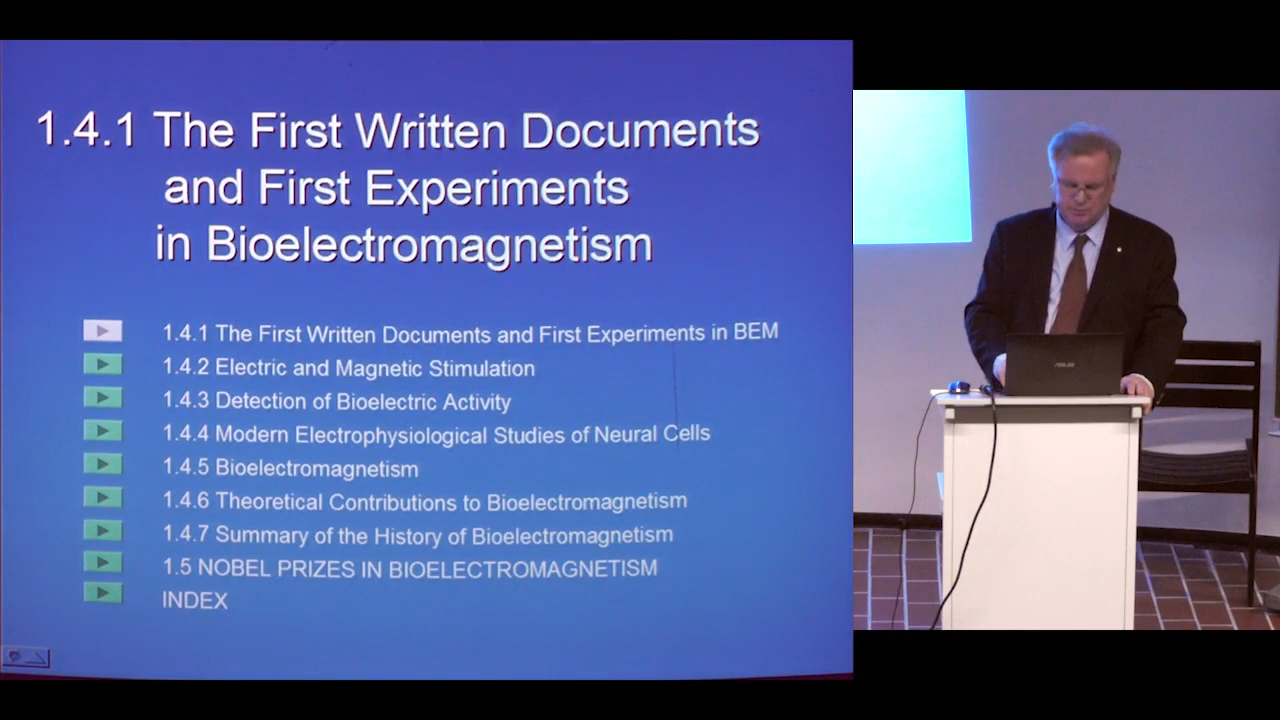 1.4.1 The First Written Documents
and First Experiments
in Bioelectromagnetism
1.4.1 The First Written Documents and First Experiments in BEM
1.4.2 Electric and Magnetic Stimulation
1.4.3 Detection of Bioelectric Activity
1.4.4 Modern Electrophysiological Studies of Neural Cells
1.4.5 Bioelectromagnetism
1.4.6 Theoretical Contributions to Bioelectromagnetism
1.4.7 Summary of the History of Bioelectromagnetism
1.5 NOBEL PRIZES IN BIOELECTROMAGNETISM
INDEX
ASUS